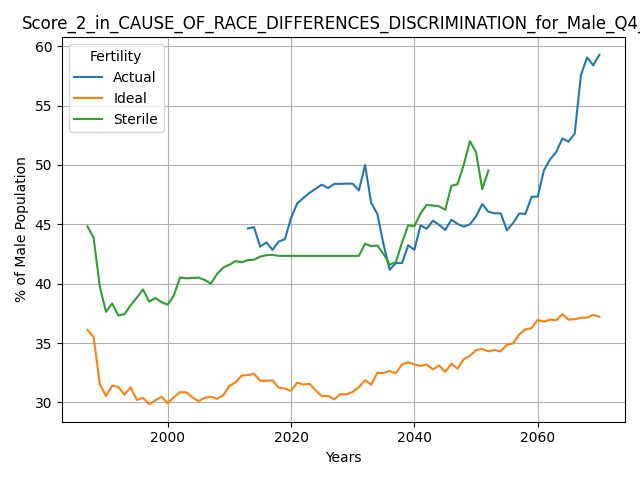 Score_2_in_CAUSE_OF_RACE_DIFFERENCES_DISCRIMINATION_for_Male_Q4_
Fertility
Actual
Ideal
Sterile
% of Male Population
60
55
50
45
40
35
30
2000
2020
2040
2060
Years